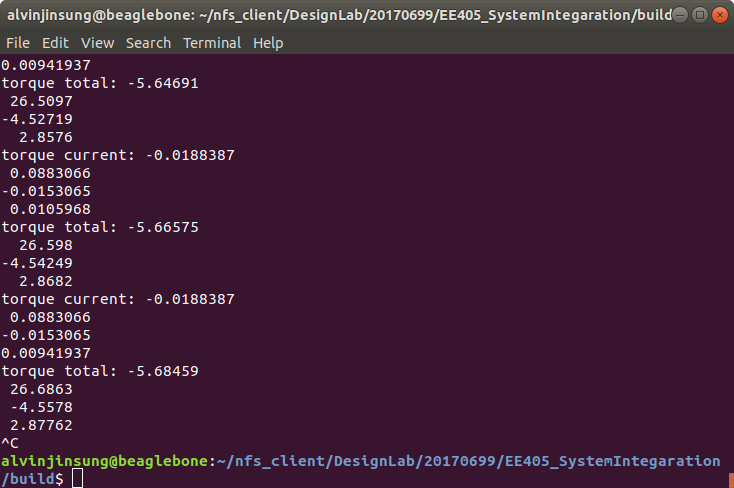 alvinjinsung@beaglebone: ~/nfs_client/DesignLab/20170699/EE405_SystemIntegaration/build
File Edit View Search Terminal Help
0.00941937
torque total: -5.64691
26.5097
-4.52719
2.8576
torque current: -0.0188387
0.0883066
-0.0153065
0.0105968
torque total: -5.66575
26.598
-4.54249
2.8682
torque current: -0.0188387
0.0883066
-0.0153065
0.00941937
torque total: -5.68459
26.6863
-4.5578
2.87762
^C
alvinjinsung@beaglebone:~/nfs_client/DesignLab/20170699/EE405_SystemIntegaration
/build$